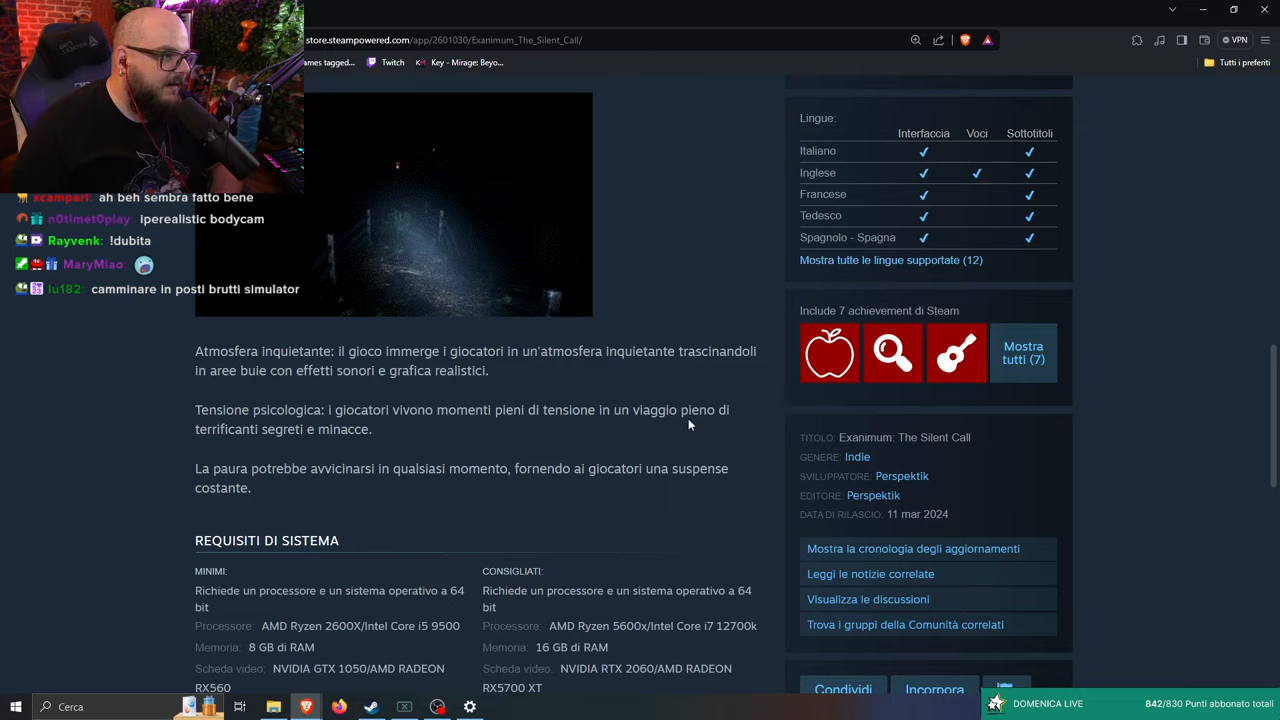 store.steampowered.com/app/2601030/Exanimum_The_Silent_Call/
VPN
ames tagged...
Twitch
KM Key - Mirage: Beyo...
Tutti i preferiti
xcampari: ah beh sembra fatto bene
n0timet0play: iperealistic bodycam
Rayvenk: !dubita
MaryMiao:
lu182: camminare in posti brutti simulator
Atmosfera inquietante: il gioco immerge i giocatori in un'atmosfera inquietante trascinandoli
in aree buie con effetti sonori e grafica realistici.
Tensione psicologica: i giocatori vivono momenti pieni di tensione in un viaggio pieno di
terrificanti segreti e minacce.
La paura potrebbe avvicinarsi in qualsiasi momento, fornendo ai giocatori una suspense
costante.
REQUISITI DI SISTEMA
MINIMI:
Richiede un processore e un sistema operativo a 64
bit
Processore: AMD Ryzen 2600X/Intel Core i5 9500
Memoria: 8 GB di RAM
Scheda video: NVIDIA GTX 1050/AMD RADEON
RX560
CONSIGLIATI:
Richiede un processore e un sistema operativo a 64
bit
Processore: AMD Ryzen 5600x/Intel Core i7 12700k
Memoria: 16 GB di RAM
Scheda video: NVIDIA RTX 2060/AMD RADEON
RX5700 XT
Lingue:
Interfaccia Voci Sottotitoli
Italiano ✔ ✔
Inglese ✔ ✔ ✔
Francese ✔ ✔
Tedesco ✔ ✔
Spagnolo - Spagna ✔ ✔
Mostra tutte le lingue supportate (12)
Include 7 achievement di Steam
Mostra
tutti (7)
TITOLO: Exanimum: The Silent Call
GENERE: Indie
SVILUPPATORE: Perspektik
EDITORE: Perspektik
DATA DI RILASCIO: 11 mar 2024
Mostra la cronologia degli aggiornamenti
Leggi le notizie correlate
Visualizza le discussioni
Trova i gruppi della Comunità correlati
Condividi
Incorpora
Cerca
DOMENICA LIVE
842/830 Punti abbonato totali